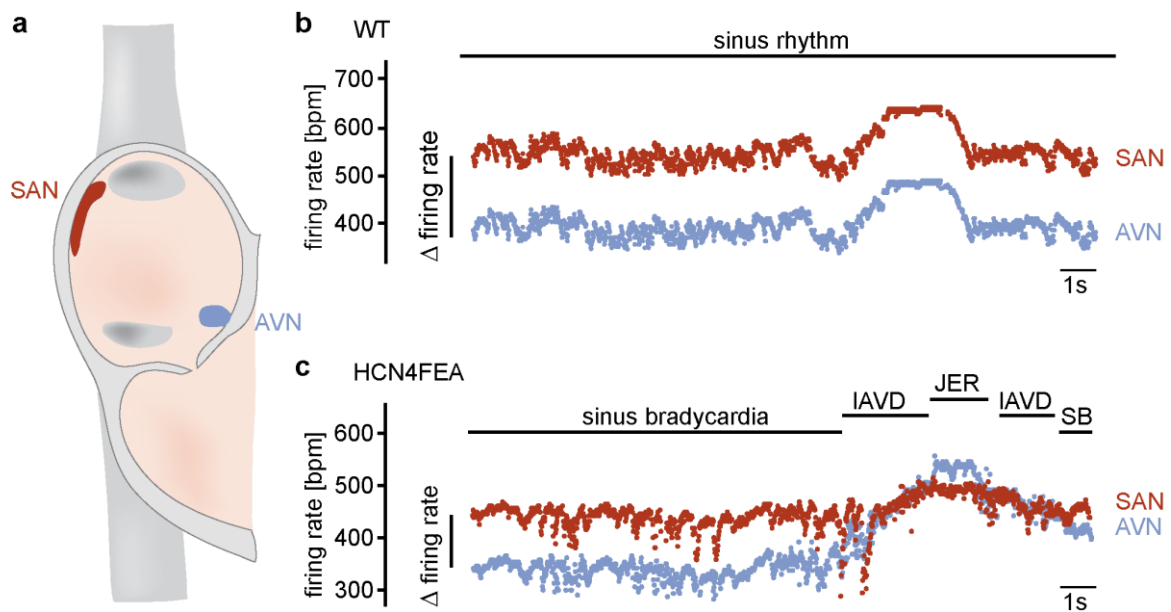 a
SAN
AVN
b
WT
sinus rhythm
firing rate [bpm]
700
600
500
400
Δ firing rate
SAN
AVN
1s
c
HCN4FEA
sinus bradycardia
IAVD
JER
IAVD
SB
firing rate [bpm]
600
500
400
300
Δ firing rate
SAN
AVN
1s